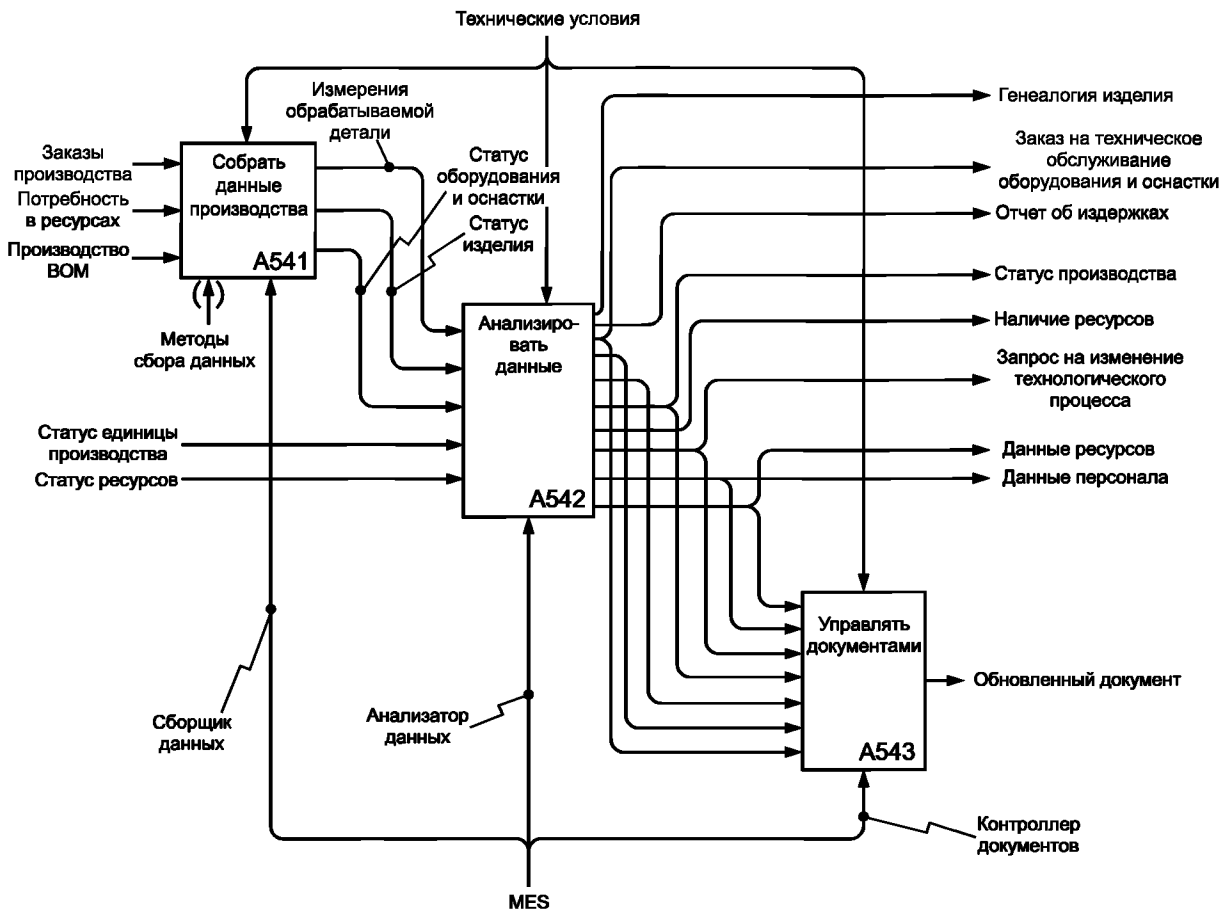 Технические условия
Измерения
обрабатываемой
детали
Генеалогия изделия
Заказ на техническое
обслуживание
оборудования и оснастки
Заказы
производства
Потребность
в ресурсах
Производство
BOM
Собрать
данные
производства
A541
Статус
оборудования
и оснастки
Статус
изделия
Отчет об издержках
Статус производства
Методы
сбора данных
Анализиро-
вать
данные
A542
Наличие ресурсов
Запрос на изменение
технологического
процесса
Статус единицы
производства
Статус ресурсов
Данные ресурсов
Данные персонала
Управлять
документами
A543
Обновленный документ
Сборщик
данных
Анализатор
данных
Контроллер
документов
MES